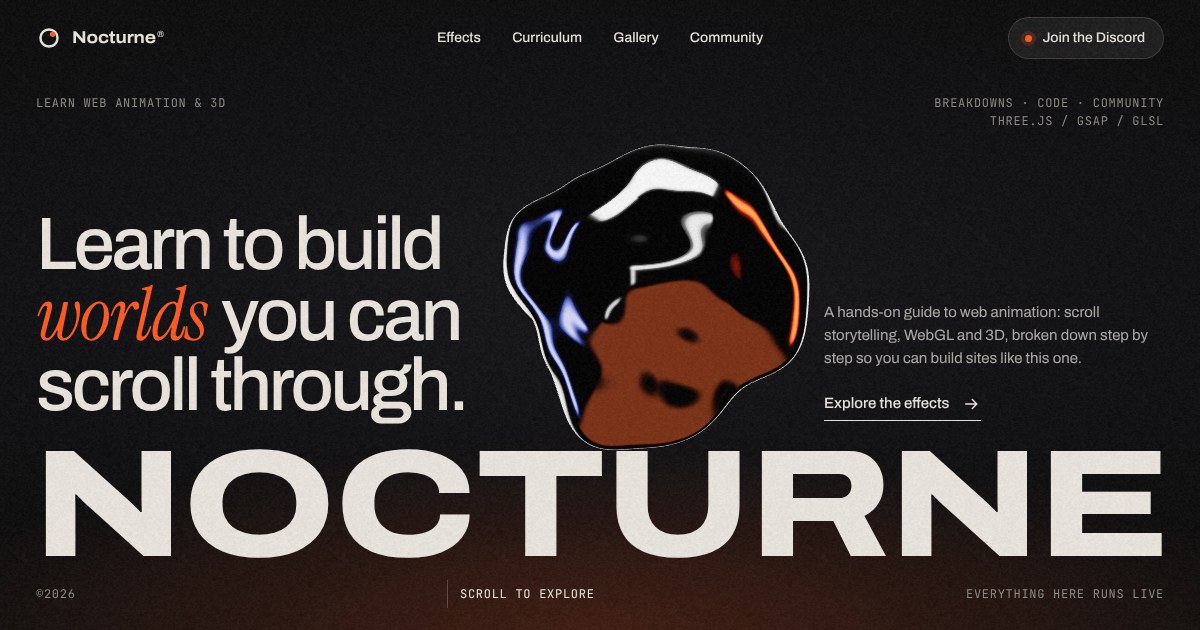 Nocturne®
Effects
Curriculum
Gallery
Community
Join the Discord
LEARN WEB ANIMATION & 3D
BREAKDOWNS · CODE · COMMUNITY
THREE.JS / GSAP / GLSL
Learn to build
worlds you can
scroll through.
A hands-on guide to web animation: scroll
storytelling, WebGL and 3D, broken down step by
step so you can build sites like this one.
Explore the effects →
NOCTURNE
©2026
SCROLL TO EXPLORE
EVERYTHING HERE RUNS LIVE